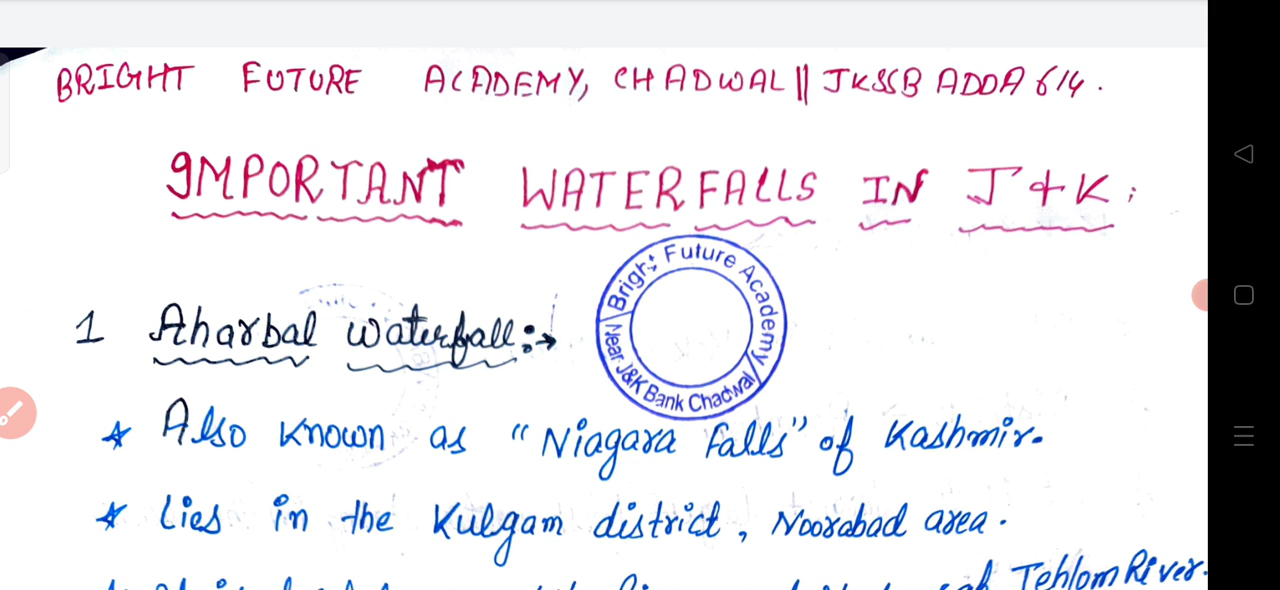 BRIGHT FUTURE ACADEMY, CHADWAL || JKSSB ADDA 614.
IMPORTANT WATERFALLS IN J&K:
Bright Future Academy
Near J&K Bank Chadwal
1 Aharbal Waterfall:→
* Also known as "Niagara Falls" of Kashmir.
* Lies in the Kulgam district, Noorabad area.
Jehlom River.